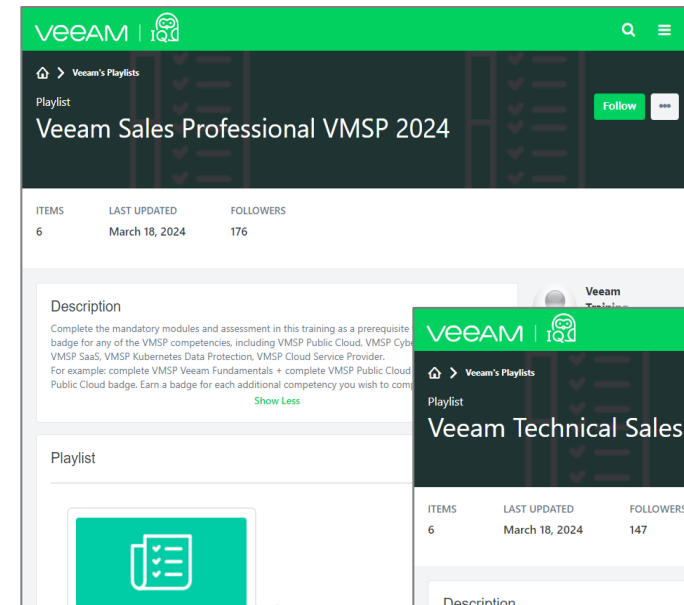 veeAM | IQ
Veeam's Playlists
Playlist
Veeam Sales Professional VMSP 2024
Follow
ITEMS LAST UPDATED FOLLOWERS
6 March 18, 2024 176
Description
Complete the mandatory modules and assessment in this training as a prerequisite
badge for any of the VMSP competencies, including VMSP Public Cloud, VMSP
VMSP SaaS, VMSP Kubernetes Data Protection, VMSP Cloud Service Provider.
For example: complete VMSP Veeam Fundamentals + complete VMSP Public Cloud
Public Cloud badge. Earn a badge for each additional competency you wish to
Show Less
Veeam
Playlist
veeAM | IQ
Veeam's Playlists
Playlist
Veeam Technical Sales
ITEMS LAST UPDATED FOLLOWERS
6 March 18, 2024 147
Description